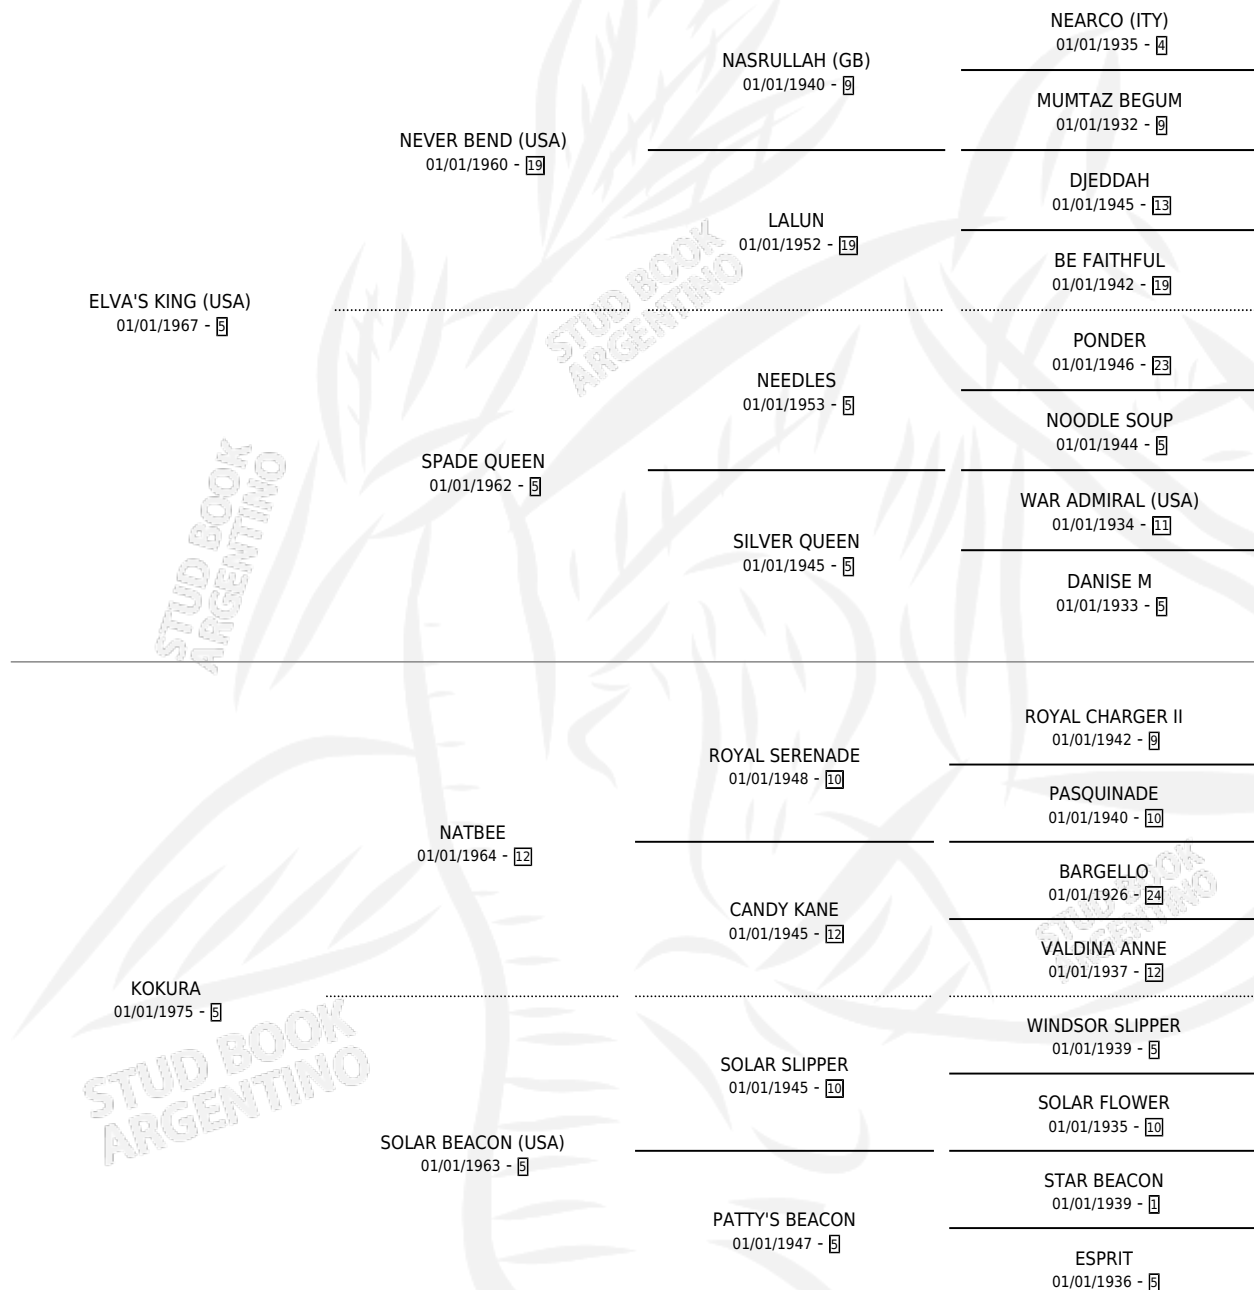 NEARCO (ITY)
01/01/1935 - 4
NASRULLAH (GB)
01/01/1940 - 9
MUMTAZ BEGUM
01/01/1932 - 9
NEVER BEND (USA)
01/01/1960 - 19
DJEDDAH
01/01/1945 - 13
LALUN
01/01/1952 - 19
BE FAITHFUL
01/01/1942 - 19
ELVA'S KING (USA)
01/01/1967 - 5
PONDER
01/01/1946 - 23
NEEDLES
01/01/1953 - 5
NOODLE SOUP
01/01/1944 - 5
SPADE QUEEN
01/01/1962 - 5
WAR ADMIRAL (USA)
01/01/1934 - 11
SILVER QUEEN
01/01/1945 - 5
DANISE M
01/01/1933 - 5
ROYAL CHARGER II
01/01/1942 - 9
ROYAL SERENADE
01/01/1948 - 10
PASQUINADE
01/01/1940 - 10
NATBEE
01/01/1964 - 12
BARGELLO
01/01/1926 - 24
CANDY KANE
01/01/1945 - 12
VALDINA ANNE
01/01/1937 - 12
KOKURA
01/01/1975 - 5
WINDSOR SLIPPER
01/01/1939 - 5
SOLAR SLIPPER
01/01/1945 - 10
SOLAR FLOWER
01/01/1935 - 10
SOLAR BEACON (USA)
01/01/1963 - 5
STAR BEACON
01/01/1939 - 1
PATTY'S BEACON
01/01/1947 - 5
ESPRIT
01/01/1936 - 5
STUD BOOK
ARGENTINO
STUD BOOK
ARGENTINO
STUD BOOK
ARGENTINO
STUD BOOK
ARGENTINO